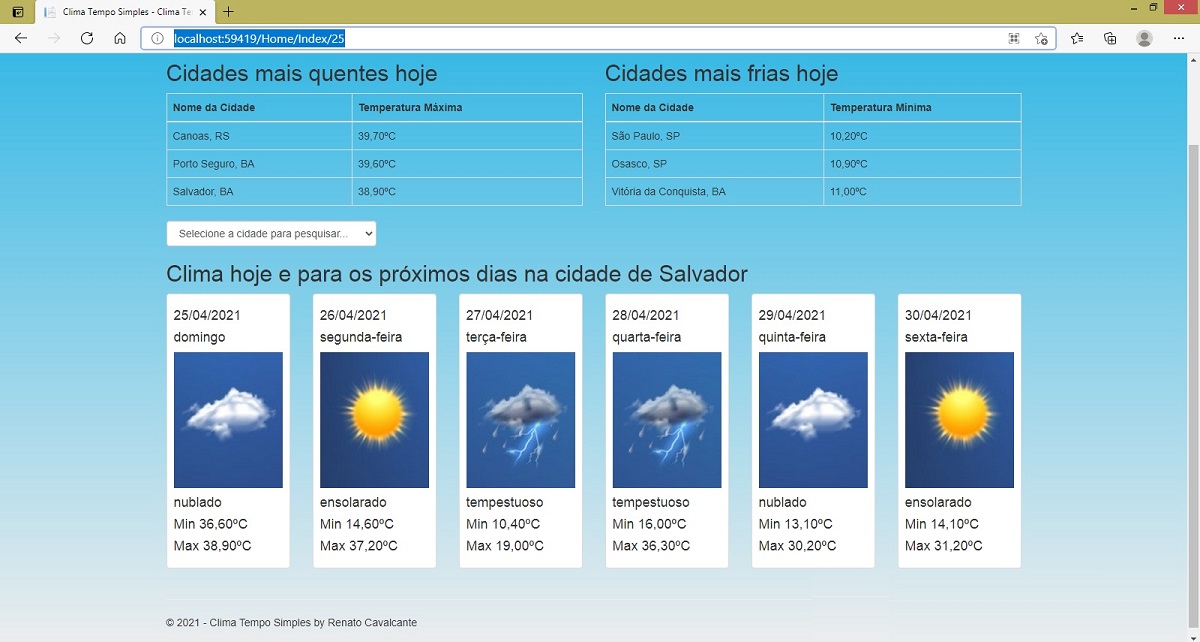 Clima Tempo Simples - Clima Te
localhost:59419/Home/Index/25
Cidades mais quentes hoje
Nome da Cidade Temperatura Máxima
Canoas, RS 39,70ºC
Porto Seguro, BA 39,60ºC
Salvador, BA 38,90ºC
Cidades mais frias hoje
Nome da Cidade Temperatura Mínima
São Paulo, SP 10,20ºC
Osasco, SP 10,90ºC
Vitória da Conquista, BA 11,00ºC
Selecione a cidade para pesquisar...
Clima hoje e para os próximos dias na cidade de Salvador
25/04/2021
domingo
nublado
Min 36,60ºC
Max 38,90ºC
26/04/2021
segunda-feira
ensolarado
Min 14,60ºC
Max 37,20ºC
27/04/2021
terça-feira
tempestuoso
Min 10,40ºC
Max 19,00ºC
28/04/2021
quarta-feira
tempestuoso
Min 16,00ºC
Max 36,30ºC
29/04/2021
quinta-feira
nublado
Min 13,10ºC
Max 30,20ºC
30/04/2021
sexta-feira
ensolarado
Min 14,10ºC
Max 31,20ºC
© 2021 - Clima Tempo Simples by Renato Cavalcante